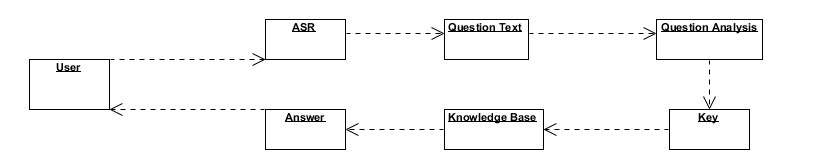 ASR
Question Text
Question Analysis
User
Answer
Knowledge Base
Key